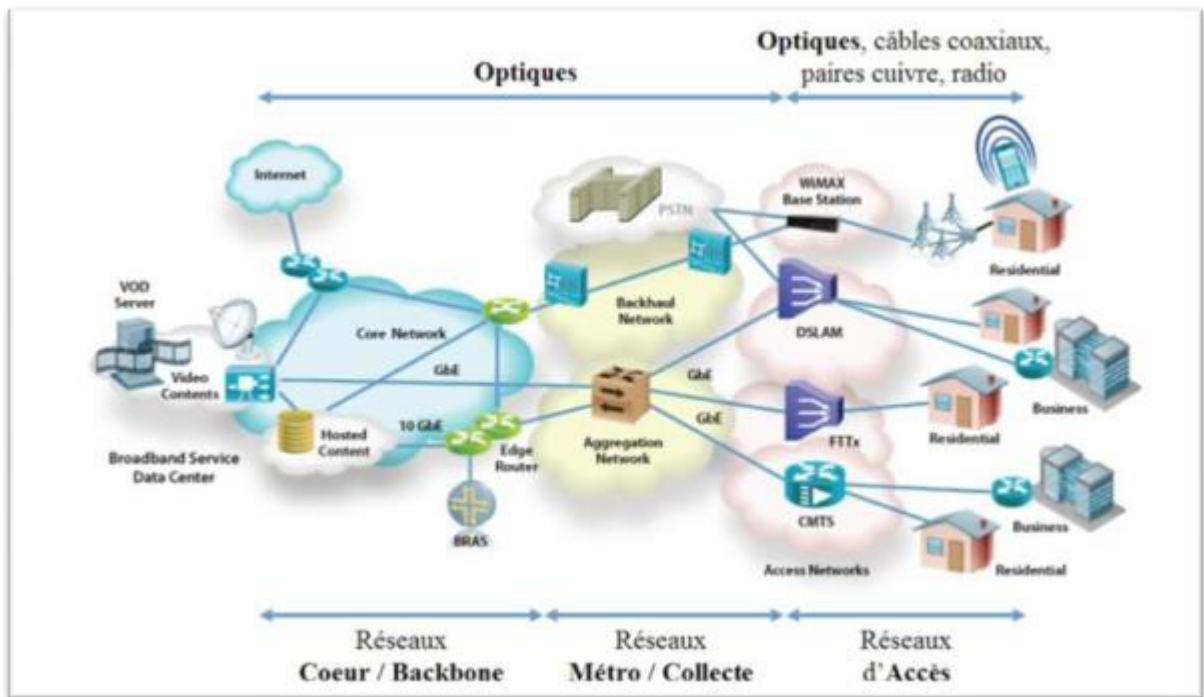 Optiques
Optiques, câbles coaxiaux,
paires cuivre, radio
Internet
PSTN
WiMAX
Base Station
Residential
VOD
Server
Core Network
Backhaul
Network
DSLAM
Video
Contents
GbE
GbE
Business
Hosted
Content
10 GbE
Edge
Router
Aggregation
Network
GbE
FTTx
Residential
Broadband Service
Data Center
BRAS
CMTS
Business
Access Networks
Residential
Réseaux
Coeur / Backbone
Réseaux
Métro / Collecte
Réseaux
d'Accès